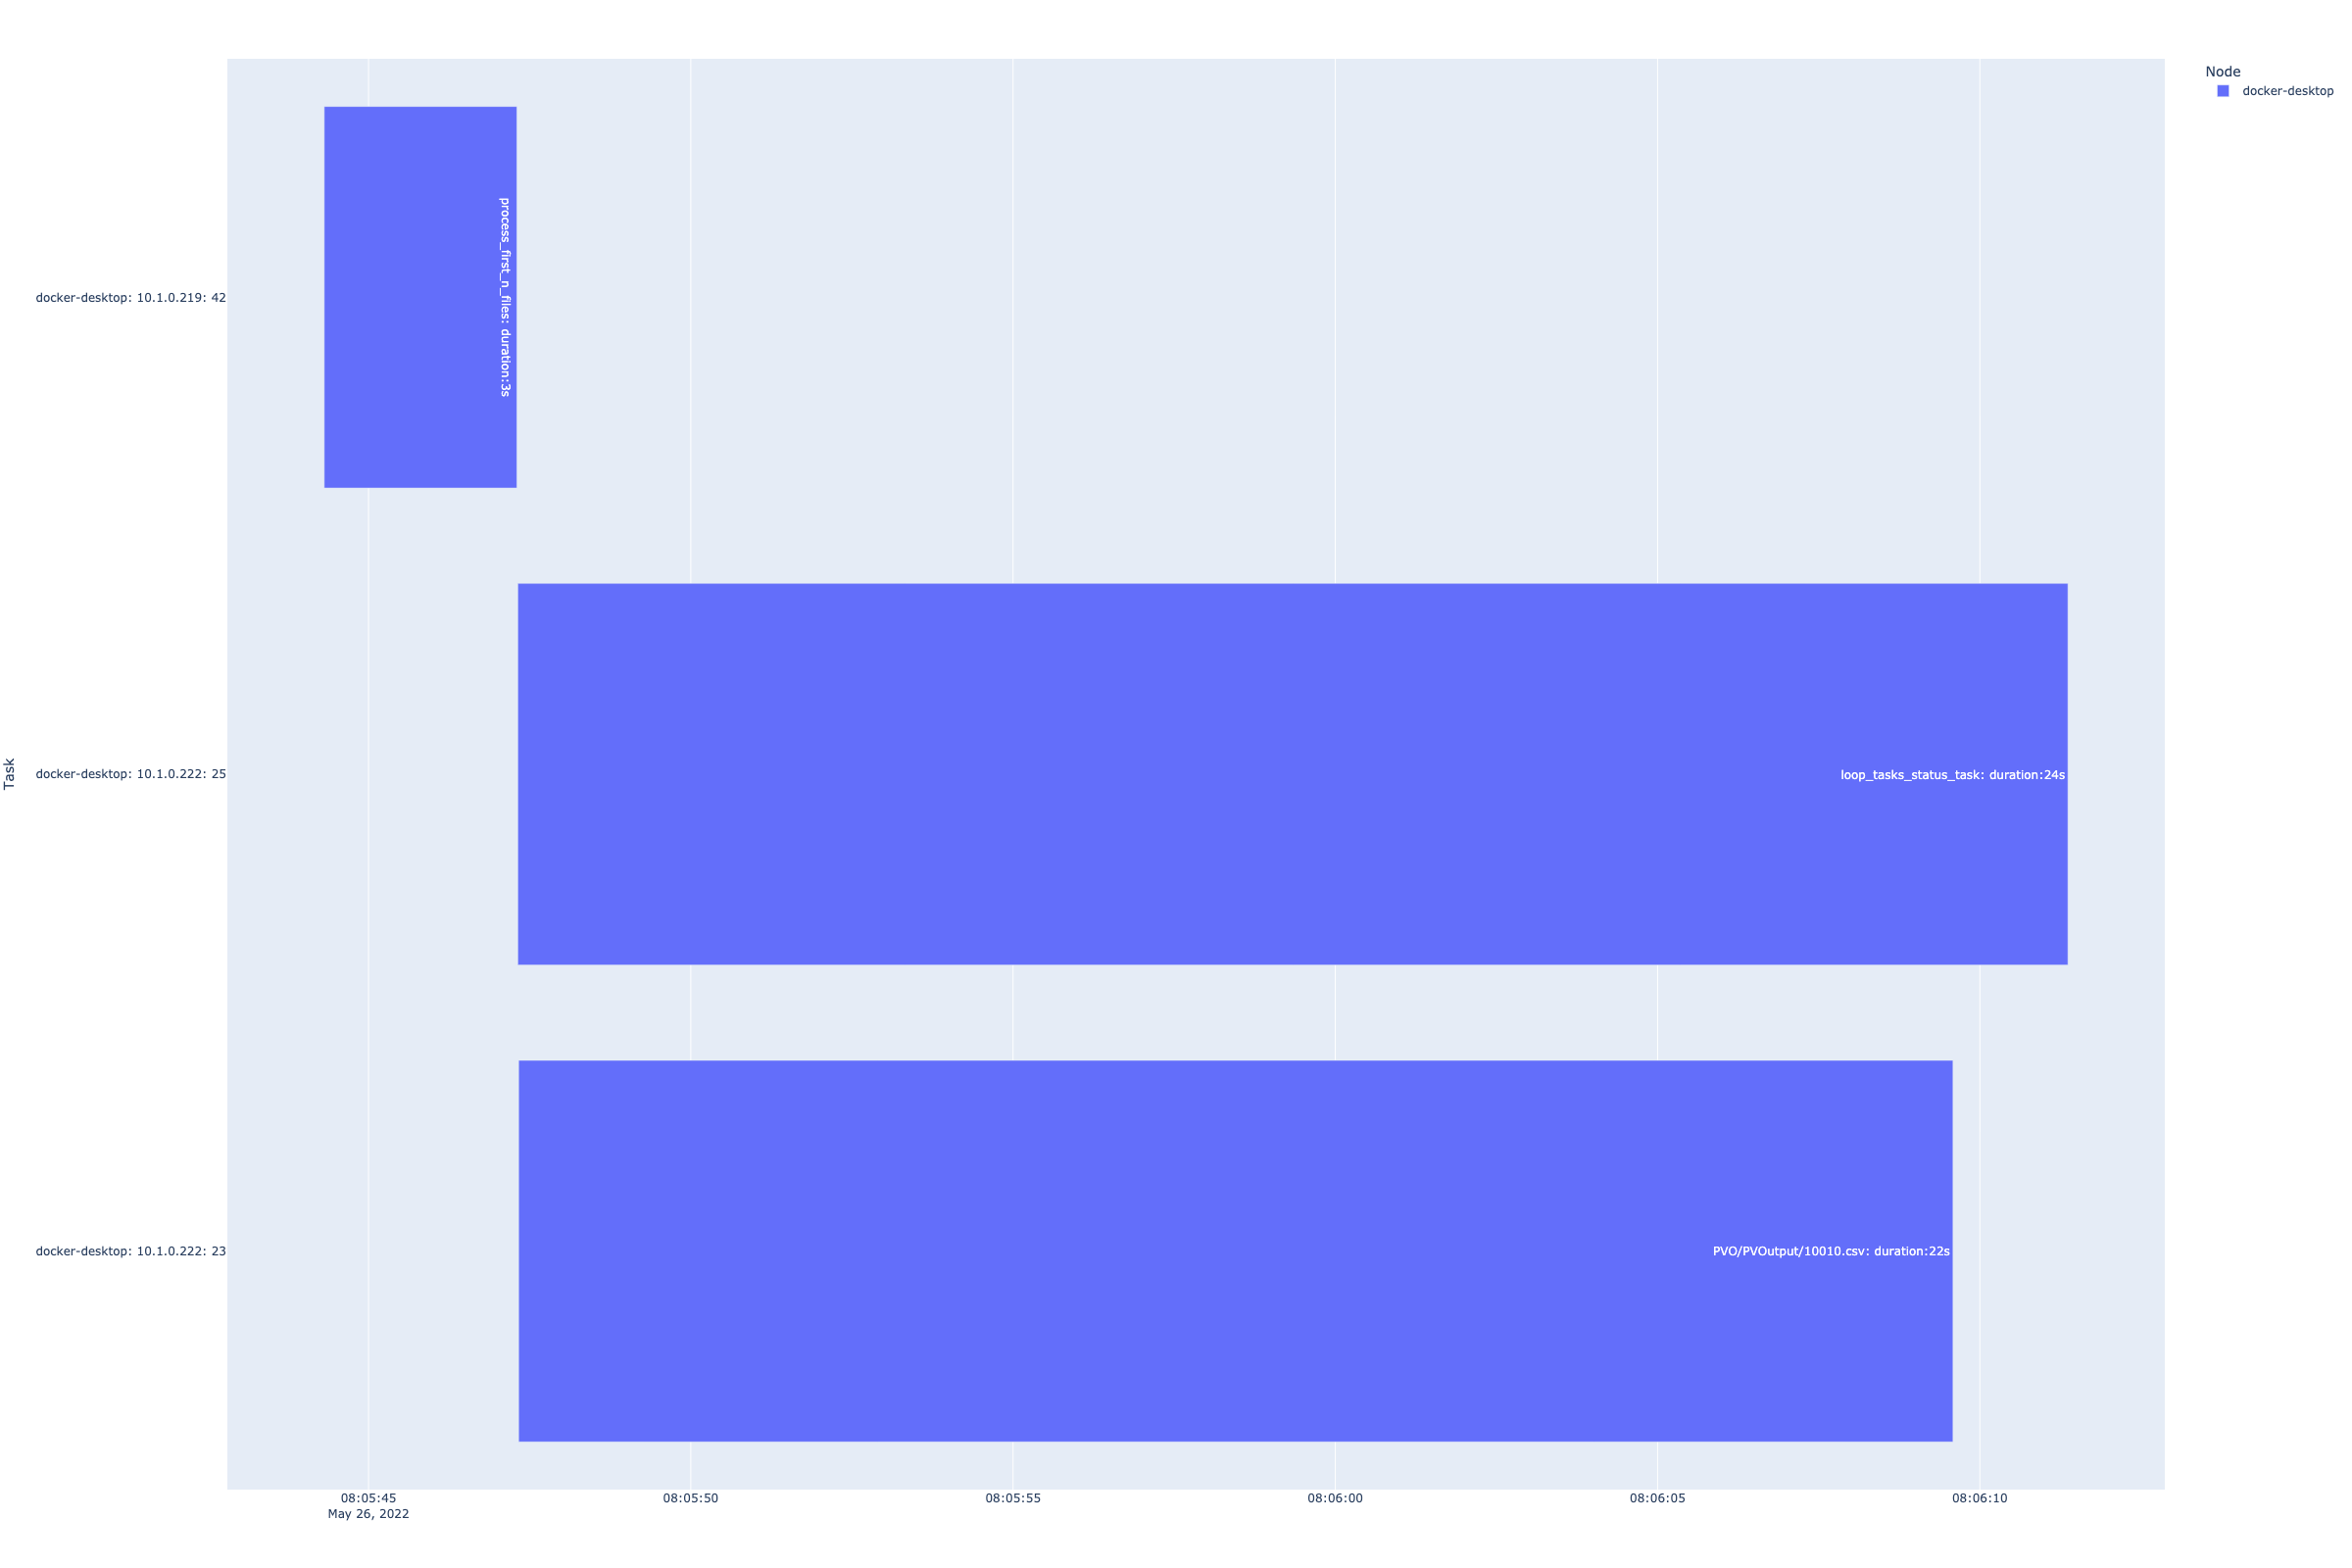 Node
docker-desktop
process_first_n_files: duration:3s
docker-desktop: 10.1.0.219: 42
Task
docker-desktop: 10.1.0.222: 25
loop_tasks_status_task: duration:24s
docker-desktop: 10.1.0.222: 23
PVO/PVOutput/10010.csv: duration:22s
08:05:45 08:05:50 08:05:55 08:06:00 08:06:05 08:06:10
May 26, 2022